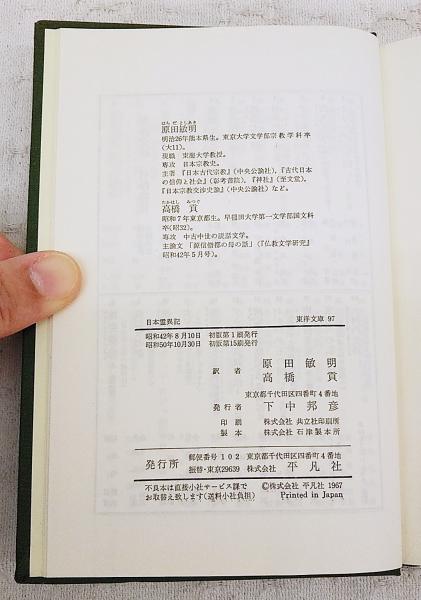 はらだ としあき
原田敏明
明治26年熊本県生。東京大学文学部宗教学科卒
(大11)。
現職 東海大学教授。
専攻 日本宗教史。
主著 『日本古代宗教』(中央公論社)、『古代日本
の信仰と社会』(彰考書院)、『神社』(至文堂)、
『日本宗教交渉史論』(中央公論社)など。
たかはし みつぐ
高橋 貢
昭和7年東京都生。早稲田大学第一文学部国文科
卒(昭32)。
専攻 中古中世の説話文学。
主論文 「源信僧都の母の話」(『仏教文学研究』
昭和42年5月号)。
日本霊異記 東洋文庫 97
昭和42年8月10日 初版第1刷発行
昭和50年10月30日 初版第15刷発行
訳者 原田敏明
高橋貢
東京都千代田区四番町4番地
発行者 下中邦彦
印刷 株式会社 共立社印刷所
製本 株式会社 石津製本所
発行所 郵便番号102 東京都千代田区四番町4番地
振替・東京29639 株式会社 平凡社
不良本は直接小社サービス課で
お取替え致します(送料小社負担)
©株式会社 平凡社 1967
Printed in Japan